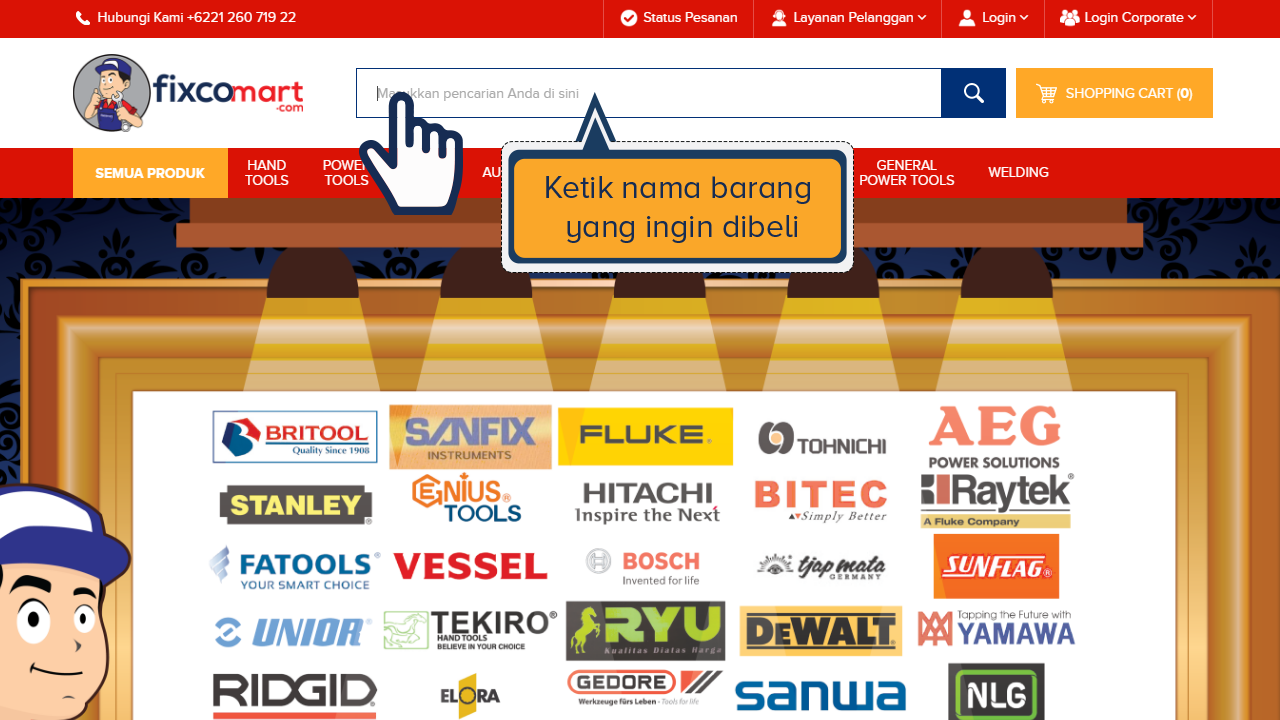 Hubungi Kami +6221 260 719 22
Status Pesanan
Layanan Pelanggan
Login
Login Corporate
fixcomart
.com
Masukkan pencarian Anda di sini
SHOPPING CART (0)
SEMUA PRODUK
HAND
TOOLS
POWER
TOOLS
AU
GENERAL
POWER TOOLS
WELDING
Ketik nama barang
yang ingin dibeli
BRITOOL
Quality Since 1908
SANFIX
INSTRUMENTS
FLUKE®
TOHNICHI
AEG
POWER SOLUTIONS
STANLEY®
GENIUS®
TOOLS
HITACHI
Inspire the Next
BITEC
Simply Better
Raytek®
A Fluke Company
FATOOLS®
YOUR SMART CHOICE
VESSEL
BOSCH
Invented for life
tjap mata
GERMANY
SUNFLAG®
UNIOR®
TEKIRO®
HAND TOOLS
BELIEVE IN YOUR CHOICE
RYU
Kualitas Diatas Harga
DEWALT®
Tapping the Future with
YAMAWA
RIDGID®
ELORA
GEDORE
Werkzeuge fürs Leben - Tools for life
sanwa
NLG